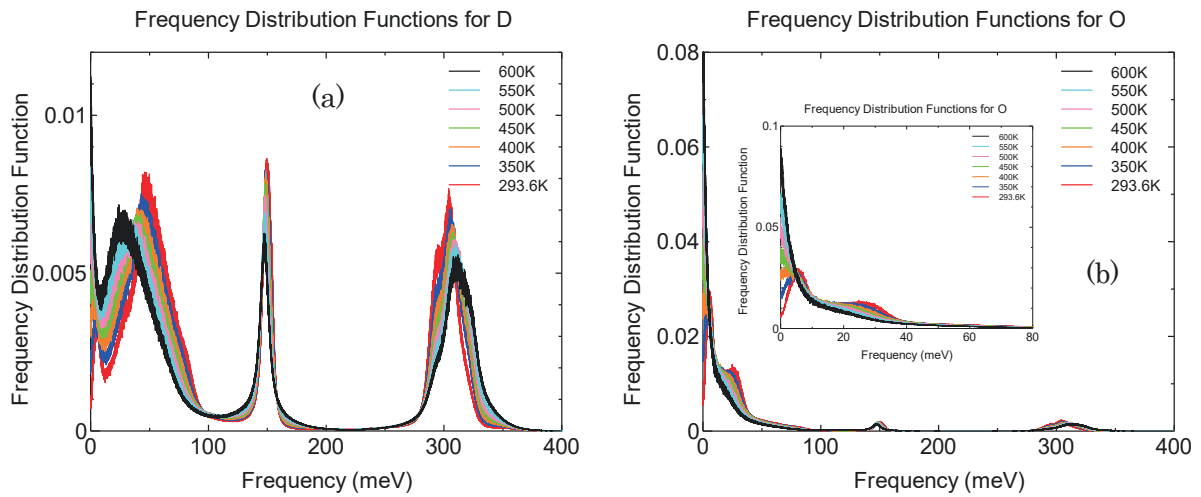 Frequency Distribution Functions for D
Frequency Distribution Function
0.01
0.005
0
(a)
600K
550K
500K
450K
400K
350K
293.6K
0 100 200 300 400
Frequency (meV)
Frequency Distribution Functions for O
Frequency Distribution Function
0.08
0.06
0.04
0.02
0
600K
550K
500K
450K
400K
350K
293.6K
(b)
Frequency Distribution Functions for O
Frequency Distribution Function
0.1
0.05
0
600K
550K
500K
450K
400K
350K
293.6K
0 20 40 60 80
Frequency (meV)
0 100 200 300 400
Frequency (meV)